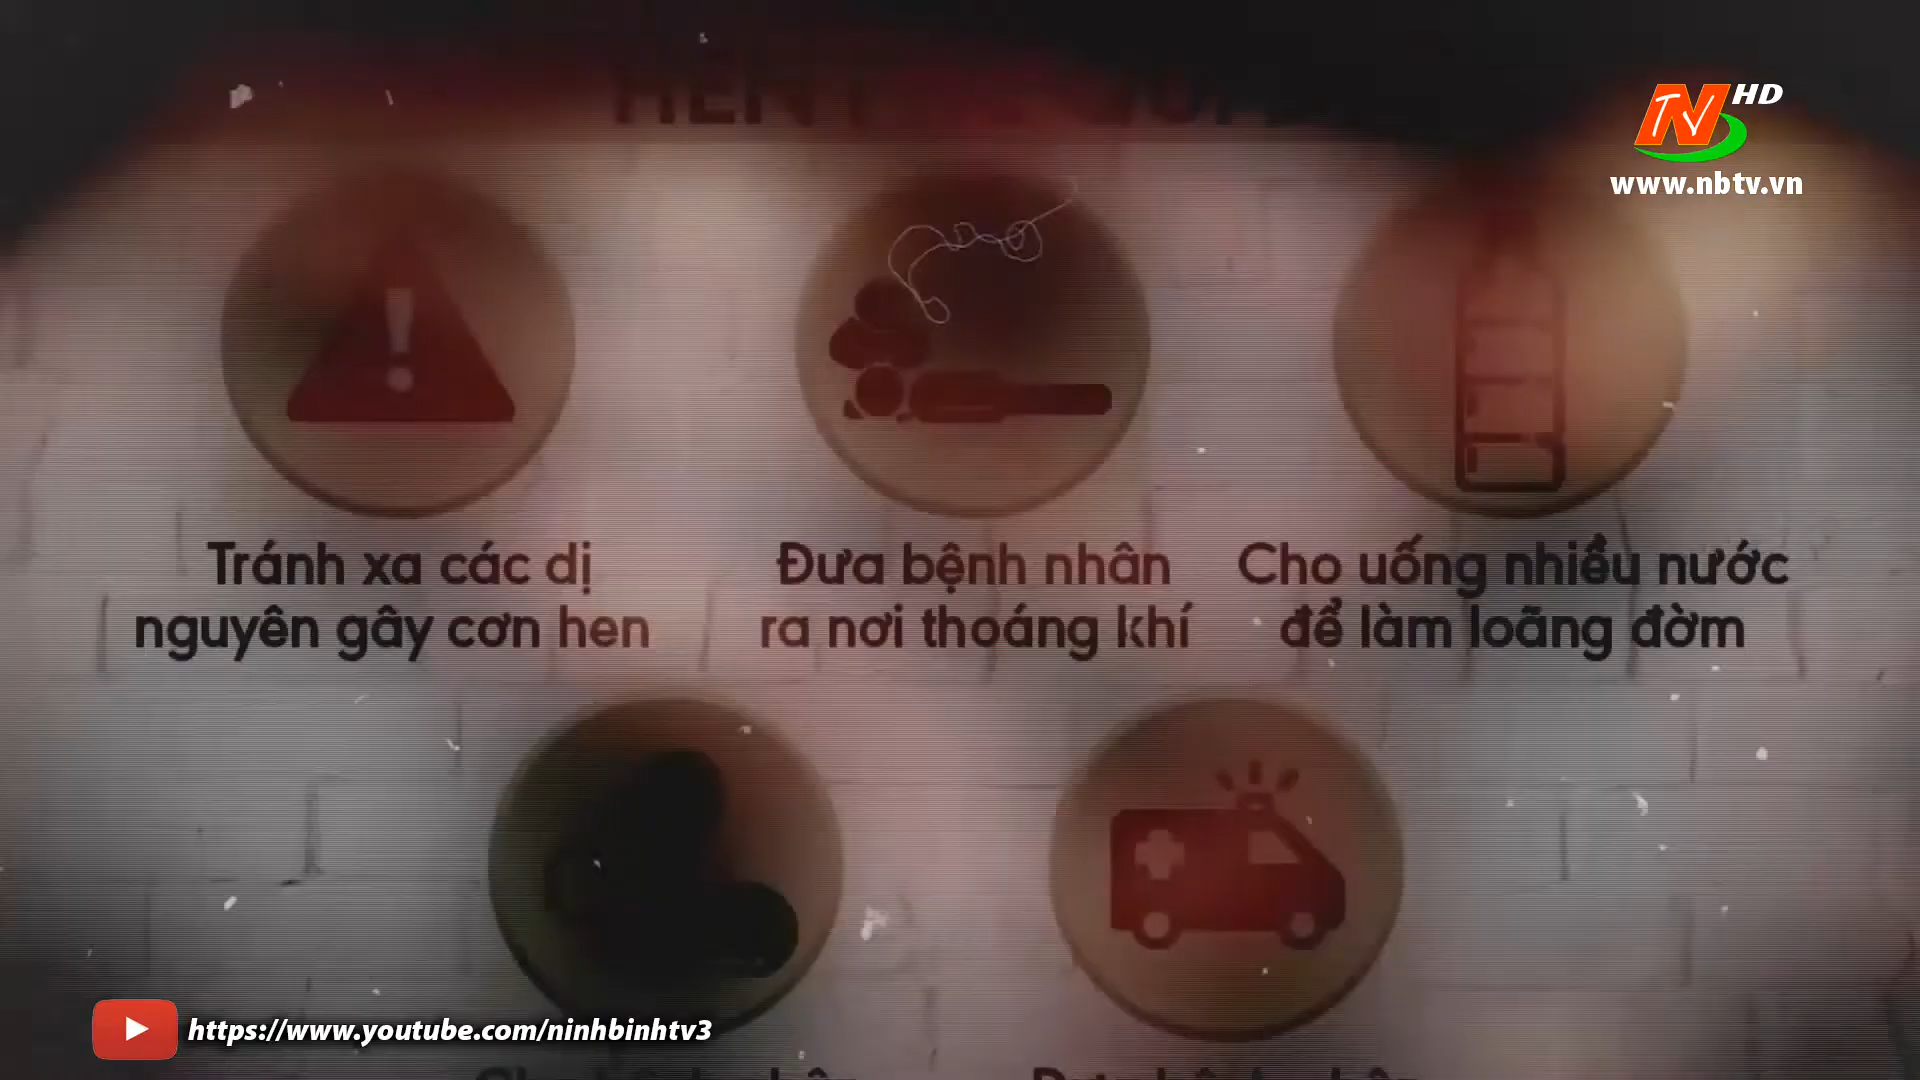 HEN
HD
www.nbtv.vn
Tránh xa các dị
nguyên gây cơn hen
Đưa bệnh nhân
ra nơi thoáng khí
Cho uống nhiều nước
để làm loãng đờm
https://www.youtube.com/ninhbinhtv3